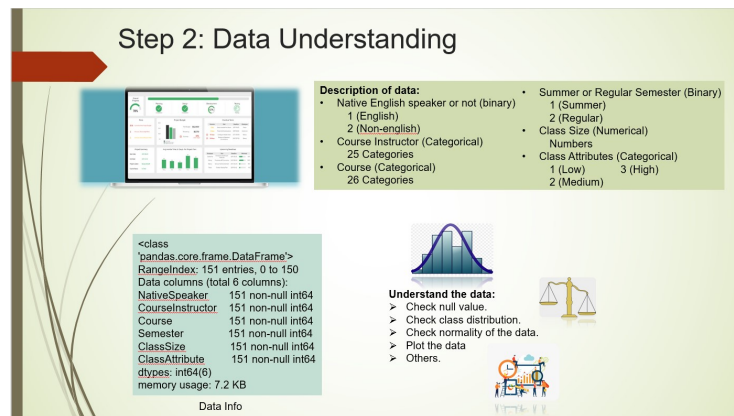 Step 2: Data Understanding
Description of data:
• Native English speaker or not (binary)
1 (English)
2 (Non-english)
• Course Instructor (Categorical)
25 Categories
• Course (Categorical)
26 Categories
• Summer or Regular Semester (Binary)
1 (Summer)
2 (Regular)
• Class Size (Numerical)
Numbers
• Class Attributes (Categorical)
1 (Low) 3 (High)
2 (Medium)
<class
'pandas.core.frame.DataFrame'>
RangeIndex: 151 entries, 0 to 150
Data columns (total 6 columns):
NativeSpeaker 151 non-null int64
CourseInstructor 151 non-null int64
Course 151 non-null int64
Semester 151 non-null int64
ClassSize 151 non-null int64
ClassAttribute 151 non-null int64
dtypes: int64(6)
memory usage: 7.2 KB
Data Info
Understand the data:
➢ Check null value.
➢ Check class distribution.
➢ Check normality of the data.
➢ Plot the data
➢ Others.